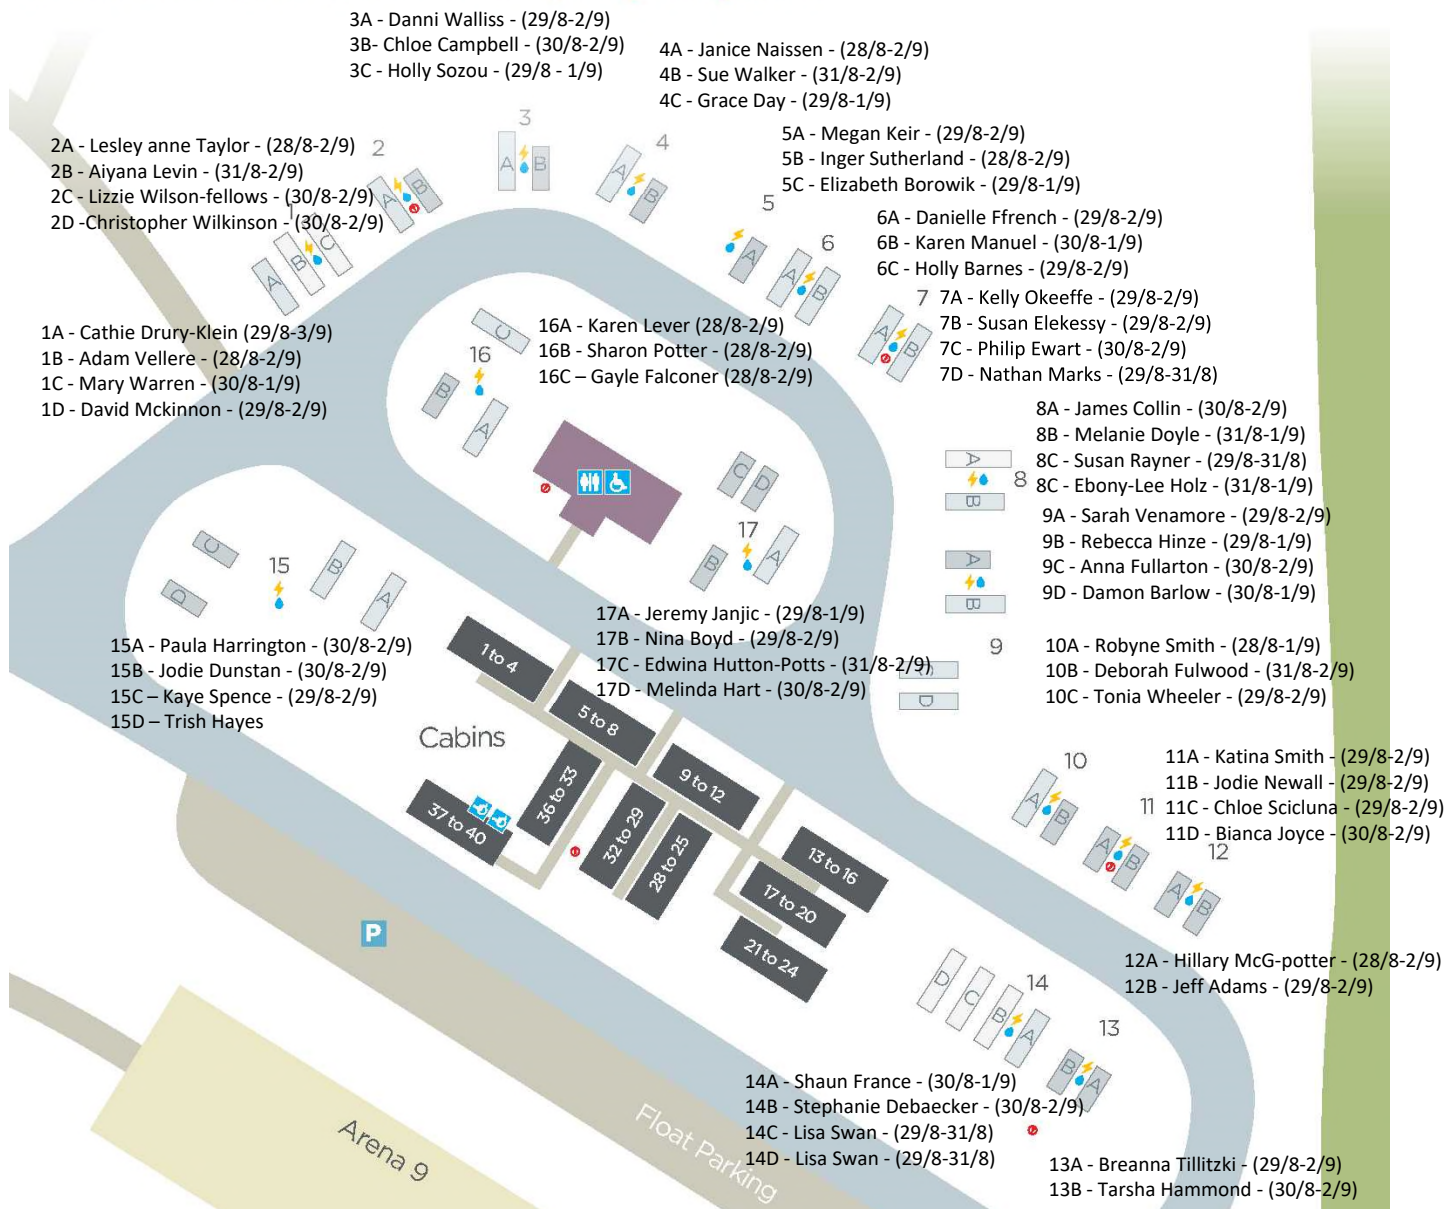 3A - Danni Walliss - (29/8-2/9)
3B- Chloe Campbell - (30/8-2/9)
3C - Holly Sozou - (29/8 - 1/9)
4A - Janice Naissen - (28/8-2/9)
4B - Sue Walker - (31/8-2/9)
4C - Grace Day - (29/8-1/9)
3
A
B
4
A
B
2A - Lesley anne Taylor - (28/8-2/9)
2B - Aiyana Levin - (31/8-2/9)
2C - Lizzie Wilson-fellows - (30/8-2/9)
2D -Christopher Wilkinson - (30/8-2/9)
2
A
B
1
A
B
C
5A - Megan Keir - (29/8-2/9)
5B - Inger Sutherland - (28/8-2/9)
5C - Elizabeth Borowik - (29/8-1/9)
5
A
6A - Danielle Ffrench - (29/8-2/9)
6B - Karen Manuel - (30/8-1/9)
6C - Holly Barnes - (29/8-2/9)
6
A
B
7
A
B
7A - Kelly Okeeffe - (29/8-2/9)
7B - Susan Elekessy - (29/8-2/9)
7C - Philip Ewart - (30/8-2/9)
7D - Nathan Marks - (29/8-31/8)
1A - Cathie Drury-Klein (29/8-3/9)
1B - Adam Vellere - (28/8-2/9)
1C - Mary Warren - (30/8-1/9)
1D - David Mckinnon - (29/8-2/9)
16A - Karen Lever (28/8-2/9)
16B - Sharon Potter - (28/8-2/9)
16C – Gayle Falconer (28/8-2/9)
C
16
B
A
8A - James Collin - (30/8-2/9)
8B - Melanie Doyle - (31/8-1/9)
8C - Susan Rayner - (29/8-31/8)
8C - Ebony-Lee Holz - (31/8-1/9)
A
8
B
9A - Sarah Venamore - (29/8-2/9)
9B - Rebecca Hinze - (29/8-1/9)
9C - Anna Fullarton - (30/8-2/9)
9D - Damon Barlow - (30/8-1/9)
A
B
9
C
D
C
D
17
B
A
C
15
B
D
A
17A - Jeremy Janjic - (29/8-1/9)
17B - Nina Boyd - (29/8-2/9)
17C - Edwina Hutton-Potts - (31/8-2/9)
17D - Melinda Hart - (30/8-2/9)
15A - Paula Harrington - (30/8-2/9)
15B - Jodie Dunstan - (30/8-2/9)
15C – Kaye Spence - (29/8-2/9)
15D – Trish Hayes
10A - Robyne Smith - (28/8-1/9)
10B - Deborah Fulwood - (31/8-2/9)
10C - Tonia Wheeler - (29/8-2/9)
1 to 4
5 to 8
9 to 12
Cabins
36 to 33
37 to 40
32 to 29
28 to 25
13 to 16
17 to 20
21 to 24
10
A
B
11
A
B
12
A
B
11A - Katina Smith - (29/8-2/9)
11B - Jodie Newall - (29/8-2/9)
11C - Chloe Scicluna - (29/8-2/9)
11D - Bianca Joyce - (30/8-2/9)
P
12A - Hillary McG-potter - (28/8-2/9)
12B - Jeff Adams - (29/8-2/9)
14
D
C
B
A
13
B
A
14A - Shaun France - (30/8-1/9)
14B - Stephanie Debaecker - (30/8-2/9)
14C - Lisa Swan - (29/8-31/8)
14D - Lisa Swan - (29/8-31/8)
13A - Breanna Tillitzki - (29/8-2/9)
13B - Tarsha Hammond - (30/8-2/9)
Float Parking
Arena 9